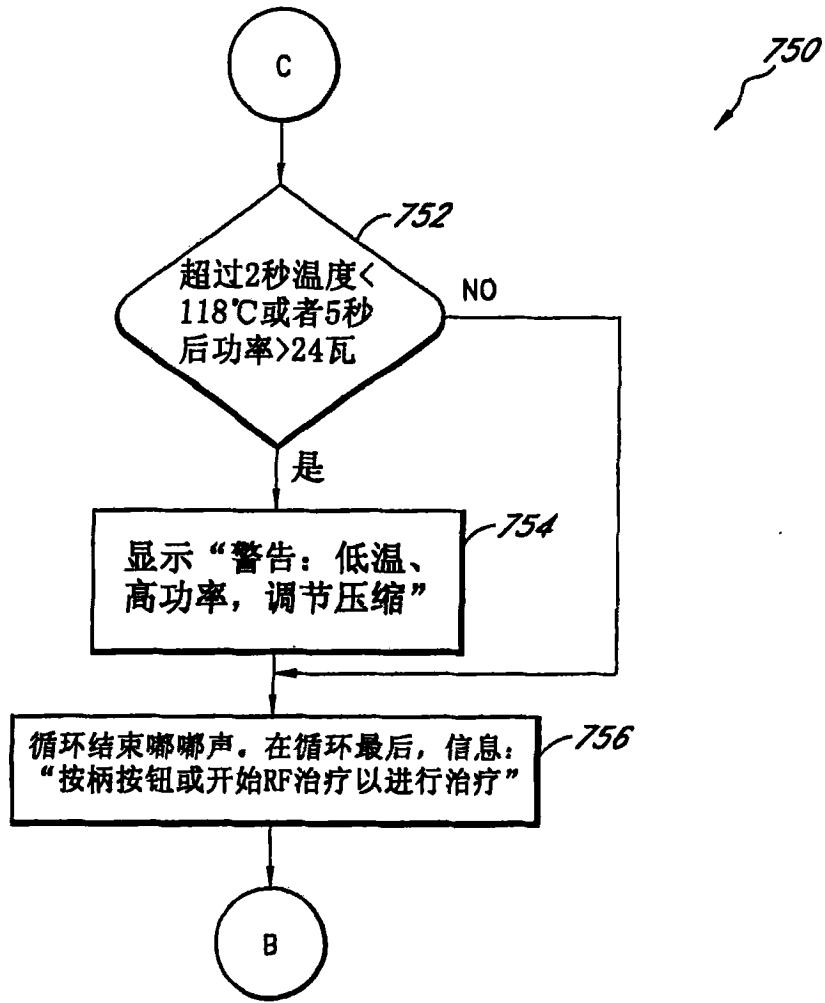 C
750
752
超过2秒温度<
118℃或者5秒
后功率>24瓦
NO
是
754
显示“警告：低温、
高功率，调节压缩”
756
循环结束嘟嘟声。在循环最后，信息：
“按柄按钮或开始RF治疗以进行治疗”
B